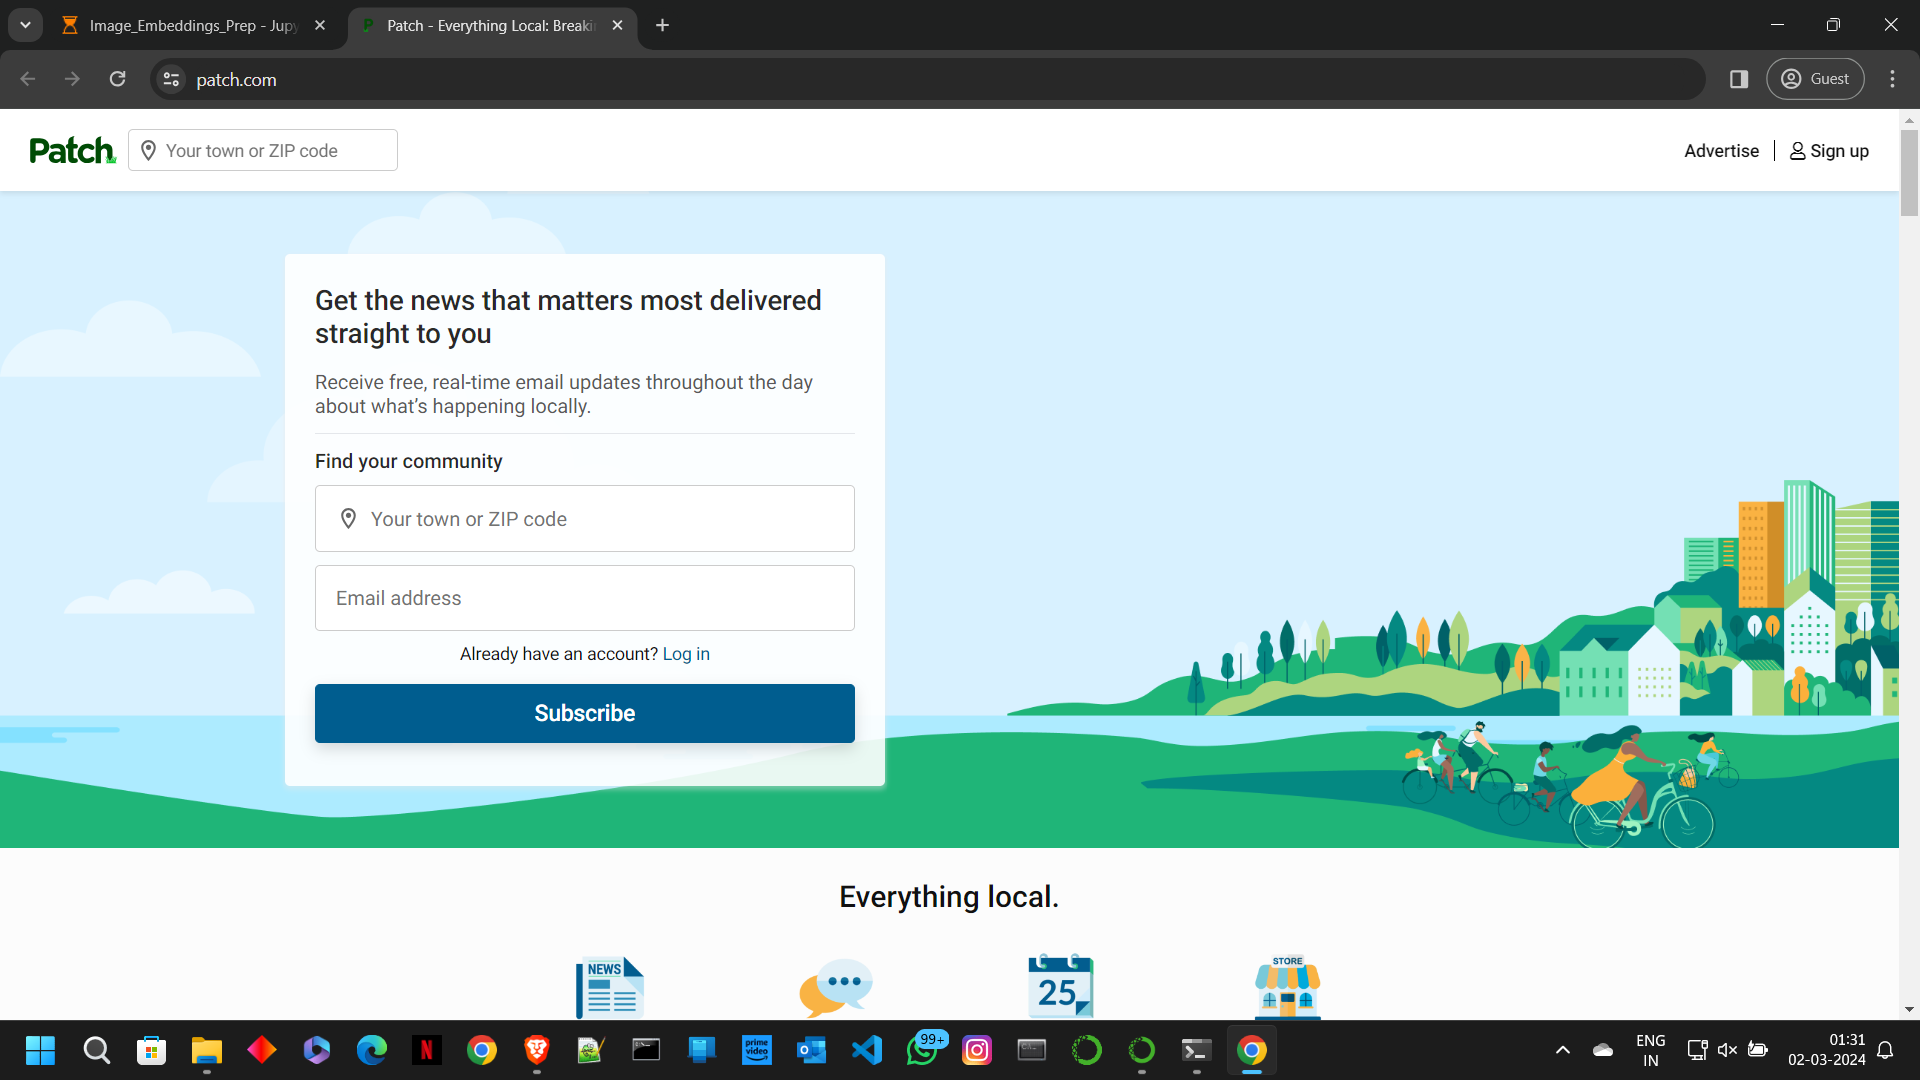 Image_Embeddings_Prep - Jupy
Patch - Everything Local: Breaki
patch.com
Guest
Patch
Your town or ZIP code
Advertise
Sign up
Get the news that matters most delivered
straight to you
Receive free, real-time email updates throughout the day
about what's happening locally.
Find your community
Your town or ZIP code
Email address
Already have an account? Log in
Subscribe
Everything local.
NEWS
25
STORE
N
prime
video
99+
ENG
IN
01:31
02-03-2024